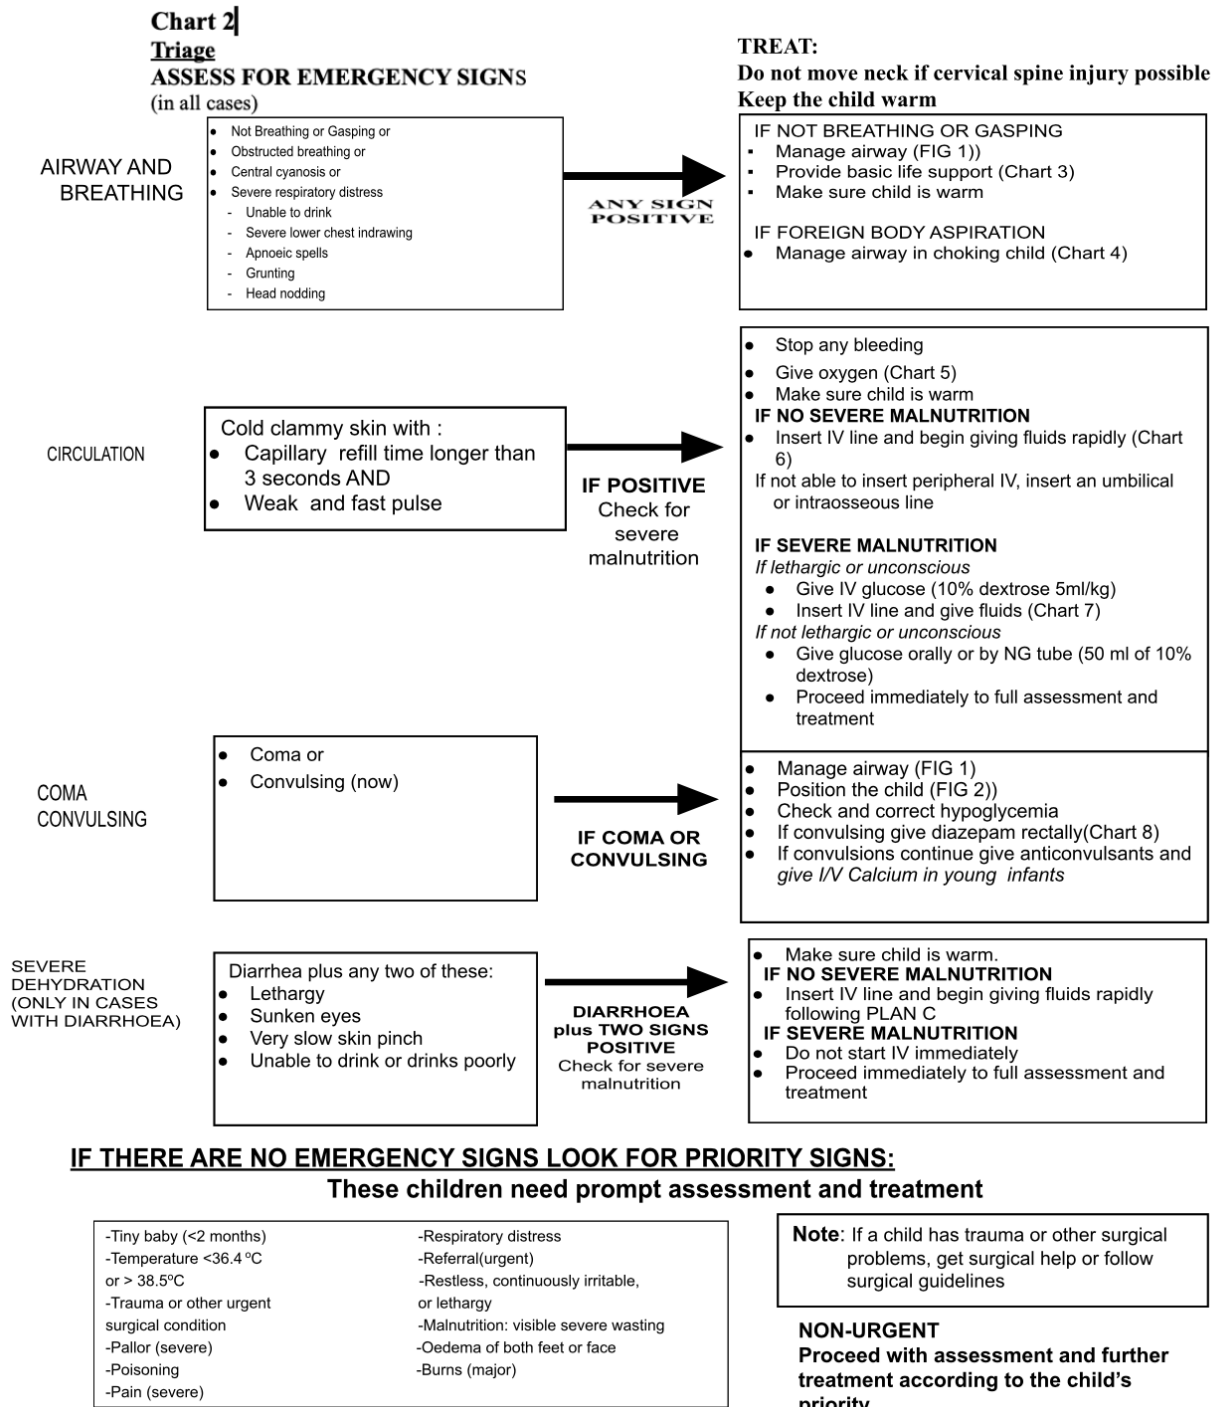 Chart 2
Triage
ASSESS FOR EMERGENCY SIGNS
(in all cases)
TREAT:
Do not move neck if cervical spine injury possible
Keep the child warm
AIRWAY AND
BREATHING
● Not Breathing or Gasping or
● Obstructed breathing or
● Central cyanosis or
● Severe respiratory distress
- Unable to drink
- Severe lower chest indrawing
- Apnoeic spells
- Grunting
- Head nodding
ANY SIGN
POSITIVE
IF NOT BREATHING OR GASPING
▪ Manage airway (FIG 1))
▪ Provide basic life support (Chart 3)
▪ Make sure child is warm
IF FOREIGN BODY ASPIRATION
● Manage airway in choking child (Chart 4)
CIRCULATION
Cold clammy skin with :
● Capillary refill time longer than
3 seconds AND
● Weak and fast pulse
IF POSITIVE
Check for
severe
malnutrition
● Stop any bleeding
● Give oxygen (Chart 5)
● Make sure child is warm
IF NO SEVERE MALNUTRITION
● Insert IV line and begin giving fluids rapidly (Chart
6)
If not able to insert peripheral IV, insert an umbilical
or intraosseous line
IF SEVERE MALNUTRITION
If lethargic or unconscious
● Give IV glucose (10% dextrose 5ml/kg)
● Insert IV line and give fluids (Chart 7)
If not lethargic or unconscious
● Give glucose orally or by NG tube (50 ml of 10%
dextrose)
● Proceed immediately to full assessment and
treatment
COMA
CONVULSING
● Coma or
● Convulsing (now)
IF COMA OR
CONVULSING
● Manage airway (FIG 1)
● Position the child (FIG 2))
● Check and correct hypoglycemia
● If convulsing give diazepam rectally(Chart 8)
● If convulsions continue give anticonvulsants and
give I/V Calcium in young infants
SEVERE
DEHYDRATION
(ONLY IN CASES
WITH DIARRHOEA)
Diarrhea plus any two of these:
● Lethargy
● Sunken eyes
● Very slow skin pinch
● Unable to drink or drinks poorly
DIARRHOEA
plus TWO SIGNS
POSITIVE
Check for severe
malnutrition
● Make sure child is warm.
IF NO SEVERE MALNUTRITION
● Insert IV line and begin giving fluids rapidly
following PLAN C
IF SEVERE MALNUTRITION
● Do not start IV immediately
● Proceed immediately to full assessment and
treatment
IF THERE ARE NO EMERGENCY SIGNS LOOK FOR PRIORITY SIGNS:
These children need prompt assessment and treatment
-Tiny baby (<2 months)
-Temperature <36.4 ºC
or > 38.5ºC
-Trauma or other urgent
surgical condition
-Pallor (severe)
-Poisoning
-Pain (severe)
-Respiratory distress
-Referral(urgent)
-Restless, continuously irritable,
or lethargy
-Malnutrition: visible severe wasting
-Oedema of both feet or face
-Burns (major)
Note: If a child has trauma or other surgical
problems, get surgical help or follow
surgical guidelines
NON-URGENT
Proceed with assessment and further
treatment according to the child's
priority